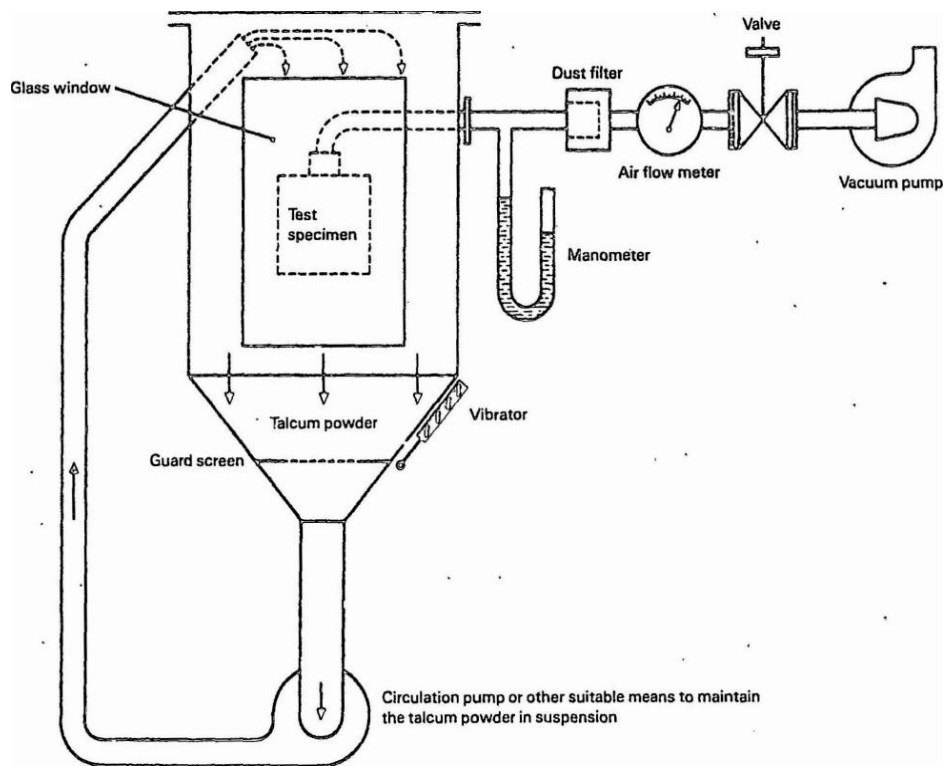 Valve
Dust filter
Glass window
Air flow meter
Vacuum pump
Test
specimen
Manometer
Talcum powder
Vibrator
Guard screen
Circulation pump or other suitable means to maintain
the talcum powder in suspension